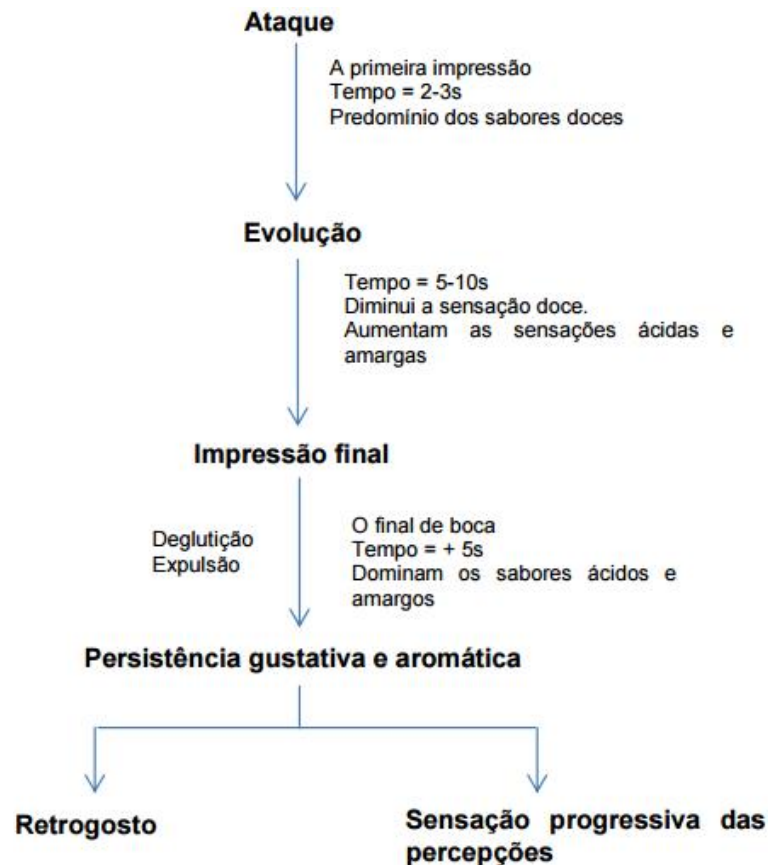 Ataque
A primeira impressão
Tempo = 2-3s
Predomínio dos sabores doces
Evolução
Tempo = 5-10s
Diminui a sensação doce.
Aumentam as sensações ácidas e
amargas
Impressão final
Deglutição
Expulsão
O final de boca
Tempo = + 5s
Dominam os sabores ácidos e
amargos
Persistência gustativa e aromática
Retrogosto
Sensação progressiva das
percepções